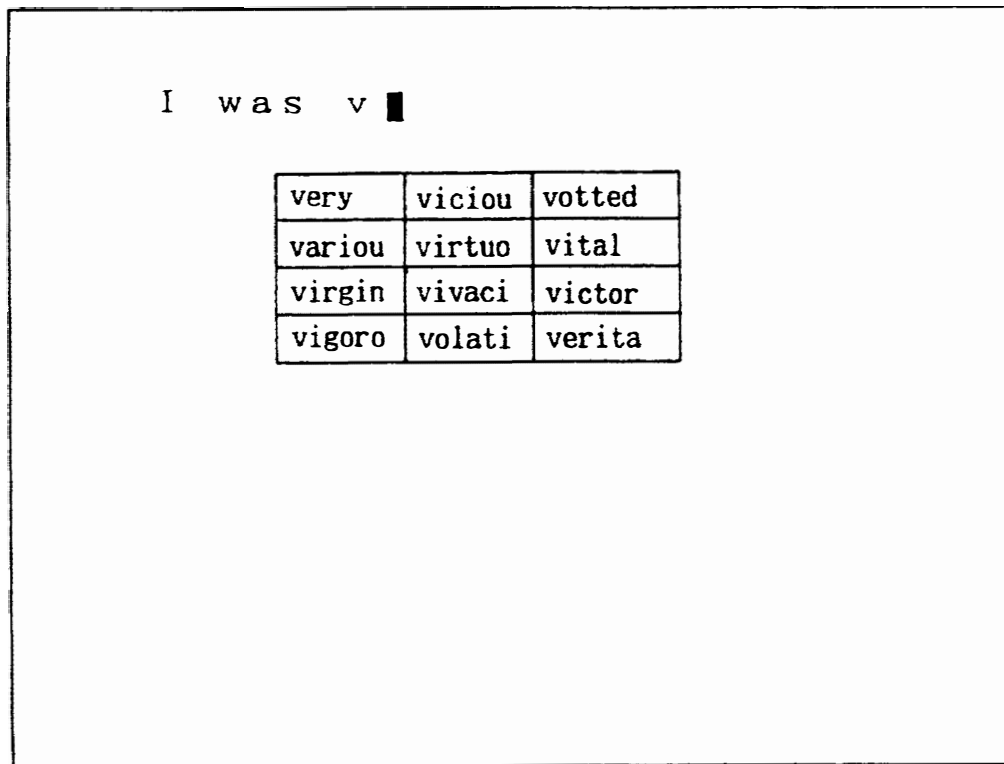 I was v
very viciou votted
variou virtuo vital
virgin vivaci victor
vigoro volati verita